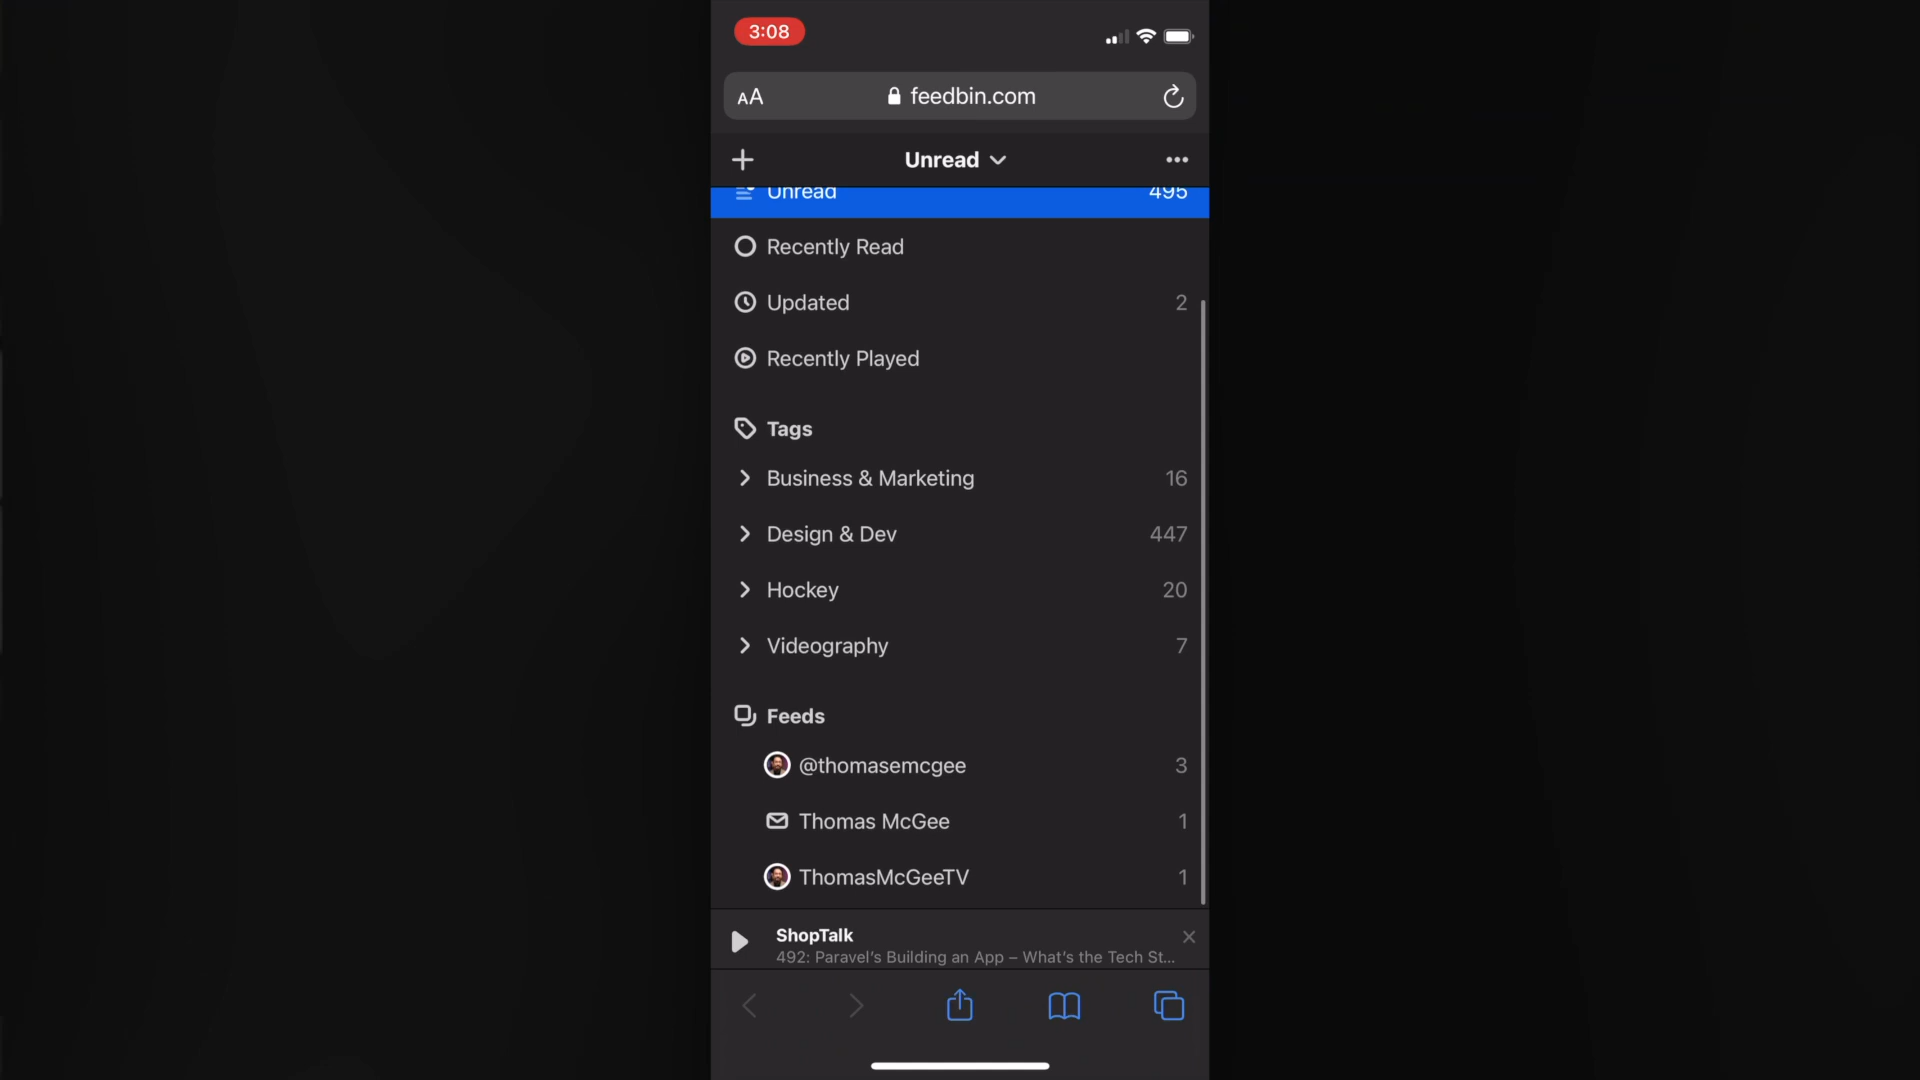 3:08
AA feedbin.com
Unread
Unread 495
Recently Read
Updated 2
Recently Played
Tags
Business & Marketing 16
Design & Dev 447
Hockey 20
Videography 7
Feeds
@thomasemcgee 3
Thomas McGee 1
ThomasMcGeeTV 1
ShopTalk
492: Paravel's Building an App – What's the Tech St...